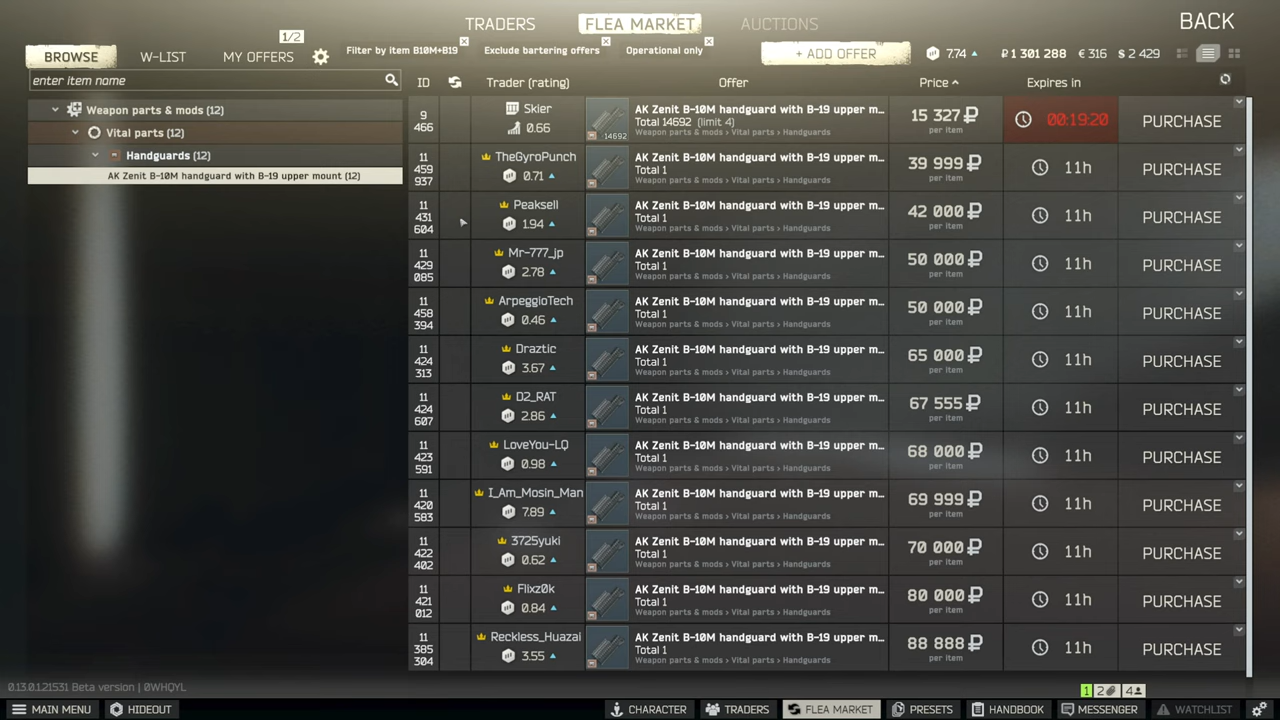 TRADERS
FLEA MARKET
AUCTIONS
BACK
BROWSE
W-LIST
1/2
MY OFFERS
Filter by item B10M+B19
Exclude bartering offers
Operational only
+ ADD OFFER
7.74
₽ 1 301 288
€ 316
$ 2 429
enter item name
ID
Trader (rating)
Offer
Price
Expires in
Weapon parts & mods (12)
Vital parts (12)
Handguards (12)
AK Zenit B-10M handguard with B-19 upper mount (12)
9
466
Skier
0.66
14692
AK Zenit B-10M handguard with B-19 upper m...
Total 14692 (limit 4)
Weapon parts & mods > Vital parts > Handguards
15 327 ₽
per item
00:19:20
PURCHASE
11
459
937
TheGyroPunch
0.71
AK Zenit B-10M handguard with B-19 upper m...
Total 1
Weapon parts & mods > Vital parts > Handguards
39 999 ₽
per item
11h
PURCHASE
11
431
604
Peaksell
1.94
AK Zenit B-10M handguard with B-19 upper m...
Total 1
Weapon parts & mods > Vital parts > Handguards
42 000 ₽
per item
11h
PURCHASE
11
429
085
Mr-777_jp
2.78
AK Zenit B-10M handguard with B-19 upper m...
Total 1
Weapon parts & mods > Vital parts > Handguards
50 000 ₽
per item
11h
PURCHASE
11
458
394
ArpeggioTech
0.46
AK Zenit B-10M handguard with B-19 upper m...
Total 1
Weapon parts & mods > Vital parts > Handguards
50 000 ₽
per item
11h
PURCHASE
11
424
313
Draztic
3.67
AK Zenit B-10M handguard with B-19 upper m...
Total 1
Weapon parts & mods > Vital parts > Handguards
65 000 ₽
per item
11h
PURCHASE
11
424
607
D2_RAT
2.86
AK Zenit B-10M handguard with B-19 upper m...
Total 1
Weapon parts & mods > Vital parts > Handguards
67 555 ₽
per item
11h
PURCHASE
11
423
591
LoveYou-LQ
0.98
AK Zenit B-10M handguard with B-19 upper m...
Total 1
Weapon parts & mods > Vital parts > Handguards
68 000 ₽
per item
11h
PURCHASE
11
420
583
I_Am_Mosin_Man
7.89
AK Zenit B-10M handguard with B-19 upper m...
Total 1
Weapon parts & mods > Vital parts > Handguards
69 999 ₽
per item
11h
PURCHASE
11
422
402
3725yuki
0.62
AK Zenit B-10M handguard with B-19 upper m...
Total 1
Weapon parts & mods > Vital parts > Handguards
70 000 ₽
per item
11h
PURCHASE
11
421
012
Flixz0k
0.84
AK Zenit B-10M handguard with B-19 upper m...
Total 1
Weapon parts & mods > Vital parts > Handguards
80 000 ₽
per item
11h
PURCHASE
11
385
304
Reckless_Huazai
3.55
AK Zenit B-10M handguard with B-19 upper m...
Total 1
Weapon parts & mods > Vital parts > Handguards
88 888 ₽
per item
11h
PURCHASE
0.13.0.1.21531 Beta version | 0WHQYL
1
2
4
MAIN MENU
HIDEOUT
CHARACTER
TRADERS
FLEA MARKET
PRESETS
HANDBOOK
MESSENGER
WATCHLIST